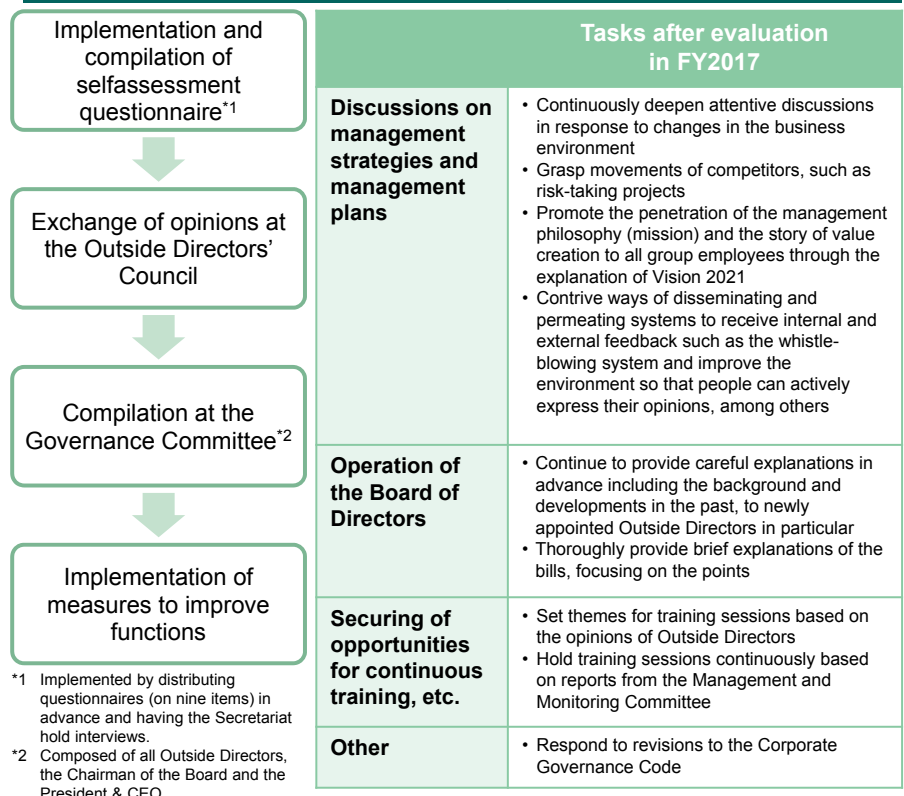 Implementation and
compilation of
selfassessment
questionnaire*1
Exchange of opinions at
the Outside Directors’
Council
Compilation at the
Governance Committee*2
Implementation of
measures to improve
functions
*1 Implemented by distributing
questionnaires (on nine items) in
advance and having the Secretariat
hold interviews.
*2 Composed of all Outside Directors,
the Chairman of the Board and the
President & CEO
Tasks after evaluation
in FY2017
Discussions on
management
strategies and
management
plans
• Continuously deepen attentive discussions
in response to changes in the business
environment
• Grasp movements of competitors, such as
risk-taking projects
• Promote the penetration of the management
philosophy (mission) and the story of value
creation to all group employees through the
explanation of Vision 2021
• Contrive ways of disseminating and
permeating systems to receive internal and
external feedback such as the whistle-
blowing system and improve the
environment so that people can actively
express their opinions, among others
Operation of
the Board of
Directors
• Continue to provide careful explanations in
advance including the background and
developments in the past, to newly
appointed Outside Directors in particular
• Thoroughly provide brief explanations of the
bills, focusing on the points
Securing of
opportunities
for continuous
training, etc.
• Set themes for training sessions based on
the opinions of Outside Directors
• Hold training sessions continuously based
on reports from the Management and
Monitoring Committee
Other
• Respond to revisions to the Corporate
Governance Code